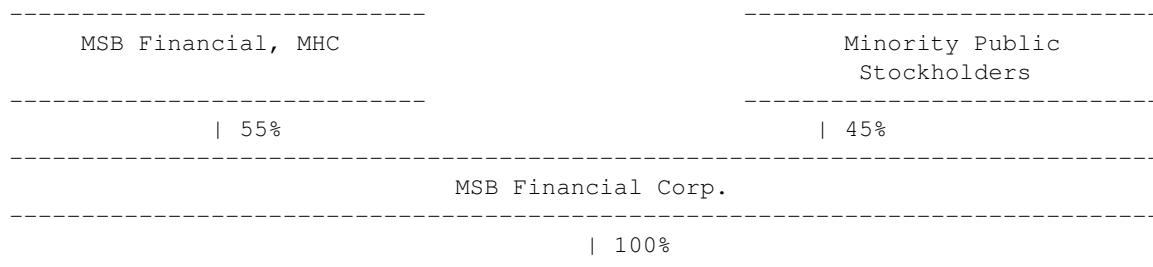 ----------------------------- -----------------------------
MSB Financial, MHC Minority Public
Stockholders
----------------------------- -----------------------------
| 55% | 45%
--------------------------------------------------------------------------------
MSB Financial Corp.
--------------------------------------------------------------------------------
| 100%